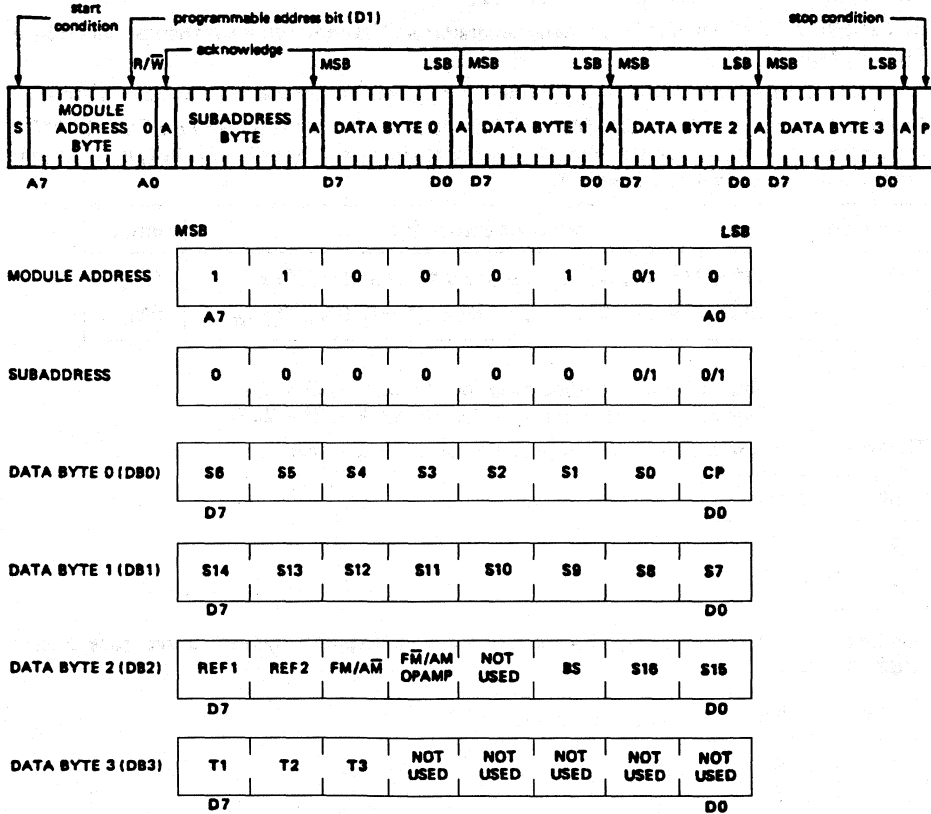 start condition
programmable address bit (D1)
stop condition
acknowledge
R/W̅
MSB LSB MSB LSB MSB LSB MSB LSB
S MODULE ADDRESS BYTE 0 A SUBADDRESS BYTE A DATA BYTE 0 A DATA BYTE 1 A DATA BYTE 2 A DATA BYTE 3 A P
A7 A0 D7 D0 D7 D0 D7 D0 D7 D0
MSB LSB
MODULE ADDRESS 1 1 0 0 0 1 0/1 0
A7 A0
SUBADDRESS 0 0 0 0 0 0 0/1 0/1
DATA BYTE 0 (DB0) S6 S5 S4 S3 S2 S1 S0 CP
D7 D0
DATA BYTE 1 (DB1) S14 S13 S12 S11 S10 S9 S8 S7
D7 D0
DATA BYTE 2 (DB2) REF1 REF2 FM/AM̅ FM̅/AM OPAMP NOT USED BS S16 S15
D7 D0
DATA BYTE 3 (DB3) T1 T2 T3 NOT USED NOT USED NOT USED NOT USED NOT USED
D7 D0